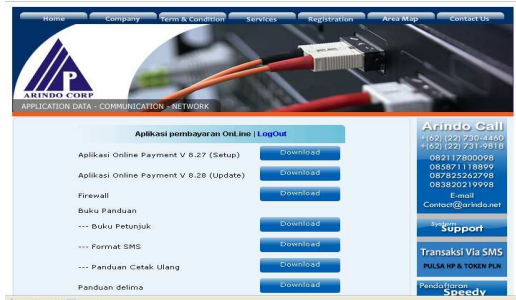 Home Company Term & Condition Services Registration Area Map Contact Us
P
ARINDO CORP
APPLICATION DATA - COMMUNICATION - NETWORK
Aplikasi pembayaran OnLine | LogOut
Aplikasi Online Payment V 8.27 (Setup) Download
Aplikasi Online Payment V 8.28 (Update) Download
Firewall Download
Buku Panduan
--- Buku Petunjuk Download
--- Format SMS Download
--- Panduan Cetak Ulang Download
Panduan delima Download
Arindo Call
+(62) (22) 730-4460
+(62) (22) 731-9818
082117800098
085871118899
087825262798
083820219998
E-mail
Contact@arindo.net
System
Support
Transaksi Via SMS
PULSA HP & TOKEN PLN
Pendaftaran
Speedy